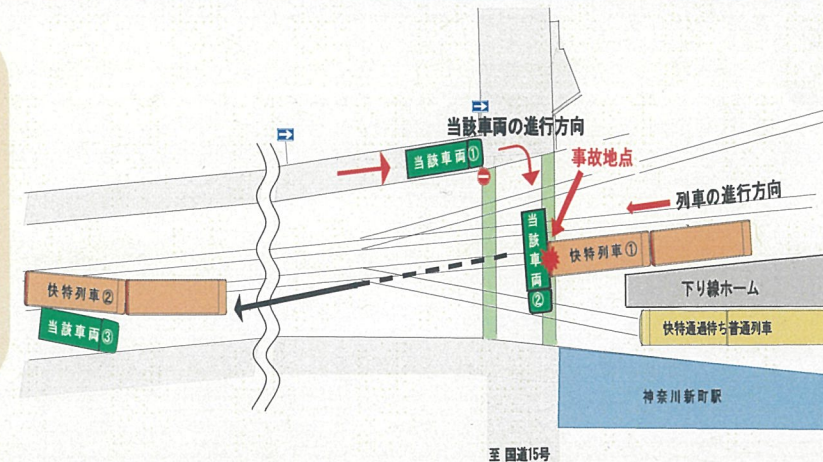 当該車両の進行方向
当該車両①
事故地点
列車の進行方向
当該車両②
快特列車①
下り線ホーム
快特列車②
当該車両③
快特通過待ち普通列車
神奈川新町駅
至 国道15号